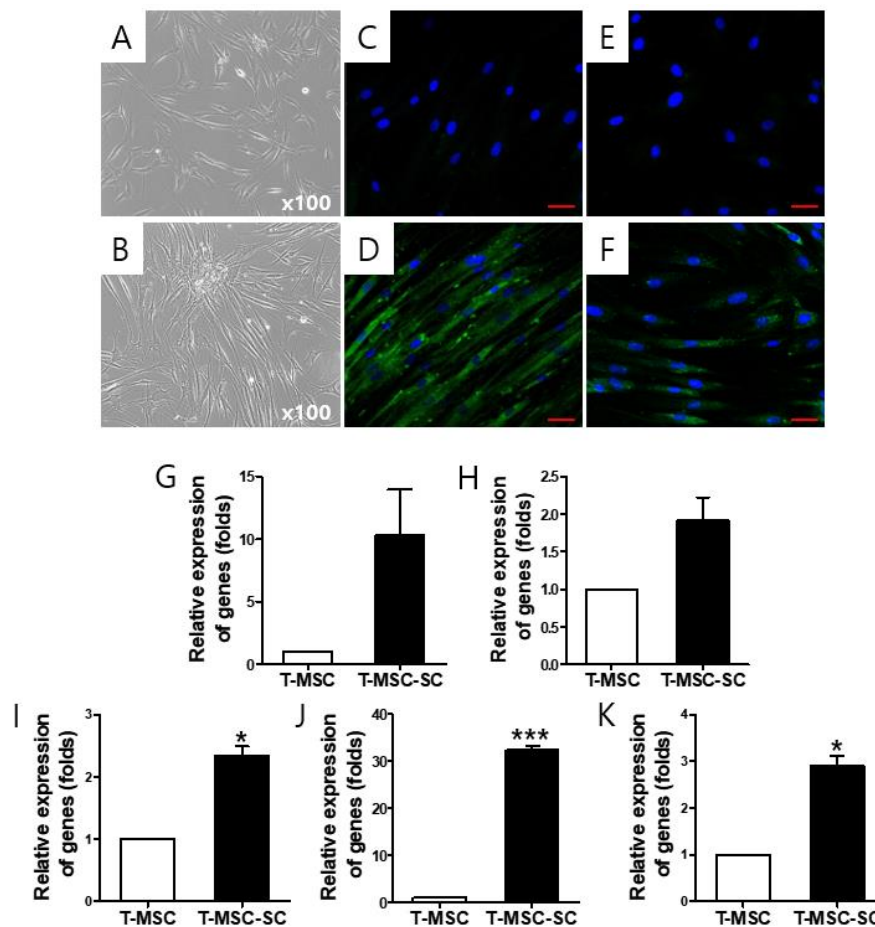 A
x100
C
E
B
x100
D
F
G
Relative expression
of genes (folds)
15
10
5
0
T-MSC
T-MSC-SC
H
Relative expression
of genes (folds)
2.5
2.0
1.5
1.0
0.5
0.0
T-MSC
T-MSC-SC
I
Relative expression
of genes (folds)
3
2
1
0
*
T-MSC
T-MSC-SC
J
Relative expression
of genes (folds)
40
30
20
10
0
***
T-MSC
T-MSC-SC
K
Relative expression
of genes (folds)
4
3
2
1
0
*
T-MSC
T-MSC-SC